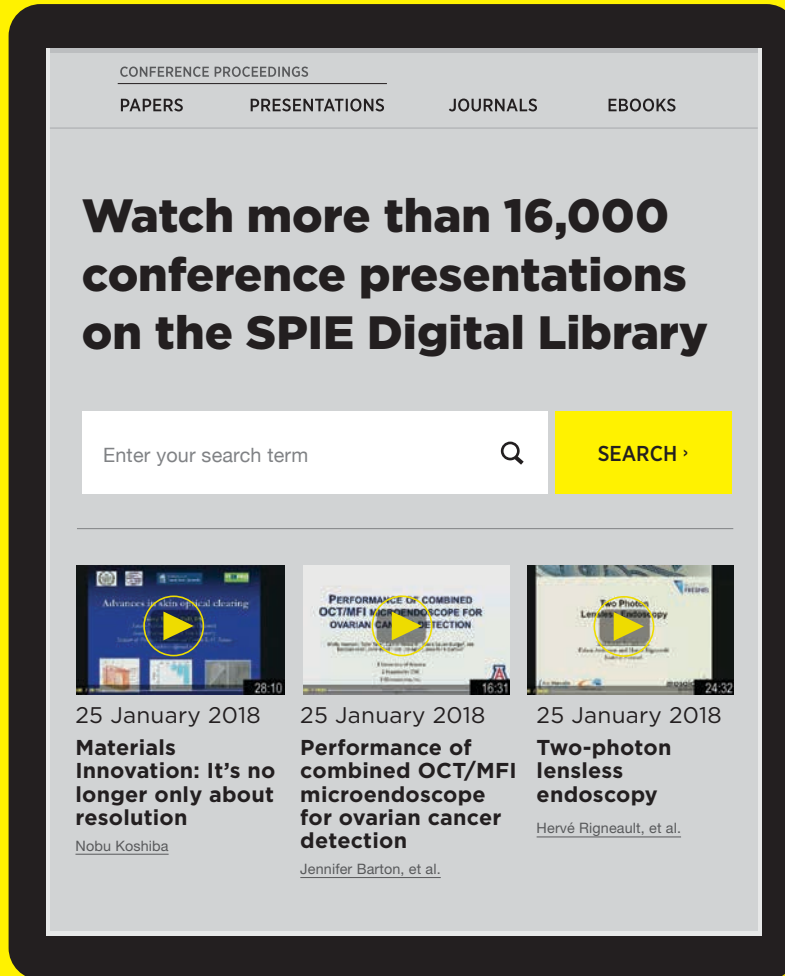 CONFERENCE PROCEEDINGS
PAPERS PRESENTATIONS JOURNALS EBOOKS
Watch more than 16,000
conference presentations
on the SPIE Digital Library
Enter your search term
SEARCH ›
Advances in skin optical clearing
28:10
25 January 2018
Materials
Innovation: It's no
longer only about
resolution
Nobu Koshiba
PERFORMANCE OF COMBINED
OCT/MFI MICROENDOSCOPE FOR
OVARIAN CANCER DETECTION
16:31
25 January 2018
Performance of
combined OCT/MFI
microendoscope
for ovarian cancer
detection
Jennifer Barton, et al.
Two Photon
Lensless Endoscopy
24:32
25 January 2018
Two-photon
lensless
endoscopy
Hervé Rigneault, et al.